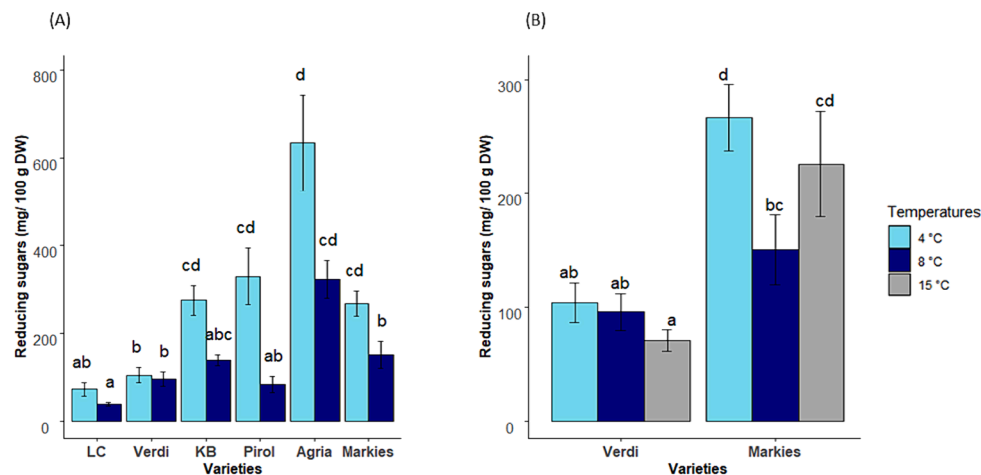 (A)
(B)
Reducing sugars (mg/ 100 g DW)
800
600
400
200
0
ab
a
b
b
cd
abc
cd
ab
d
cd
cd
b
LC Verdi KB Pirol Agria Markies
Varieties
Reducing sugars (mg/ 100 g DW)
300
200
100
0
ab
ab
a
d
bc
cd
Verdi Markies
Varieties
Temperatures
4 °C
8 °C
15 °C